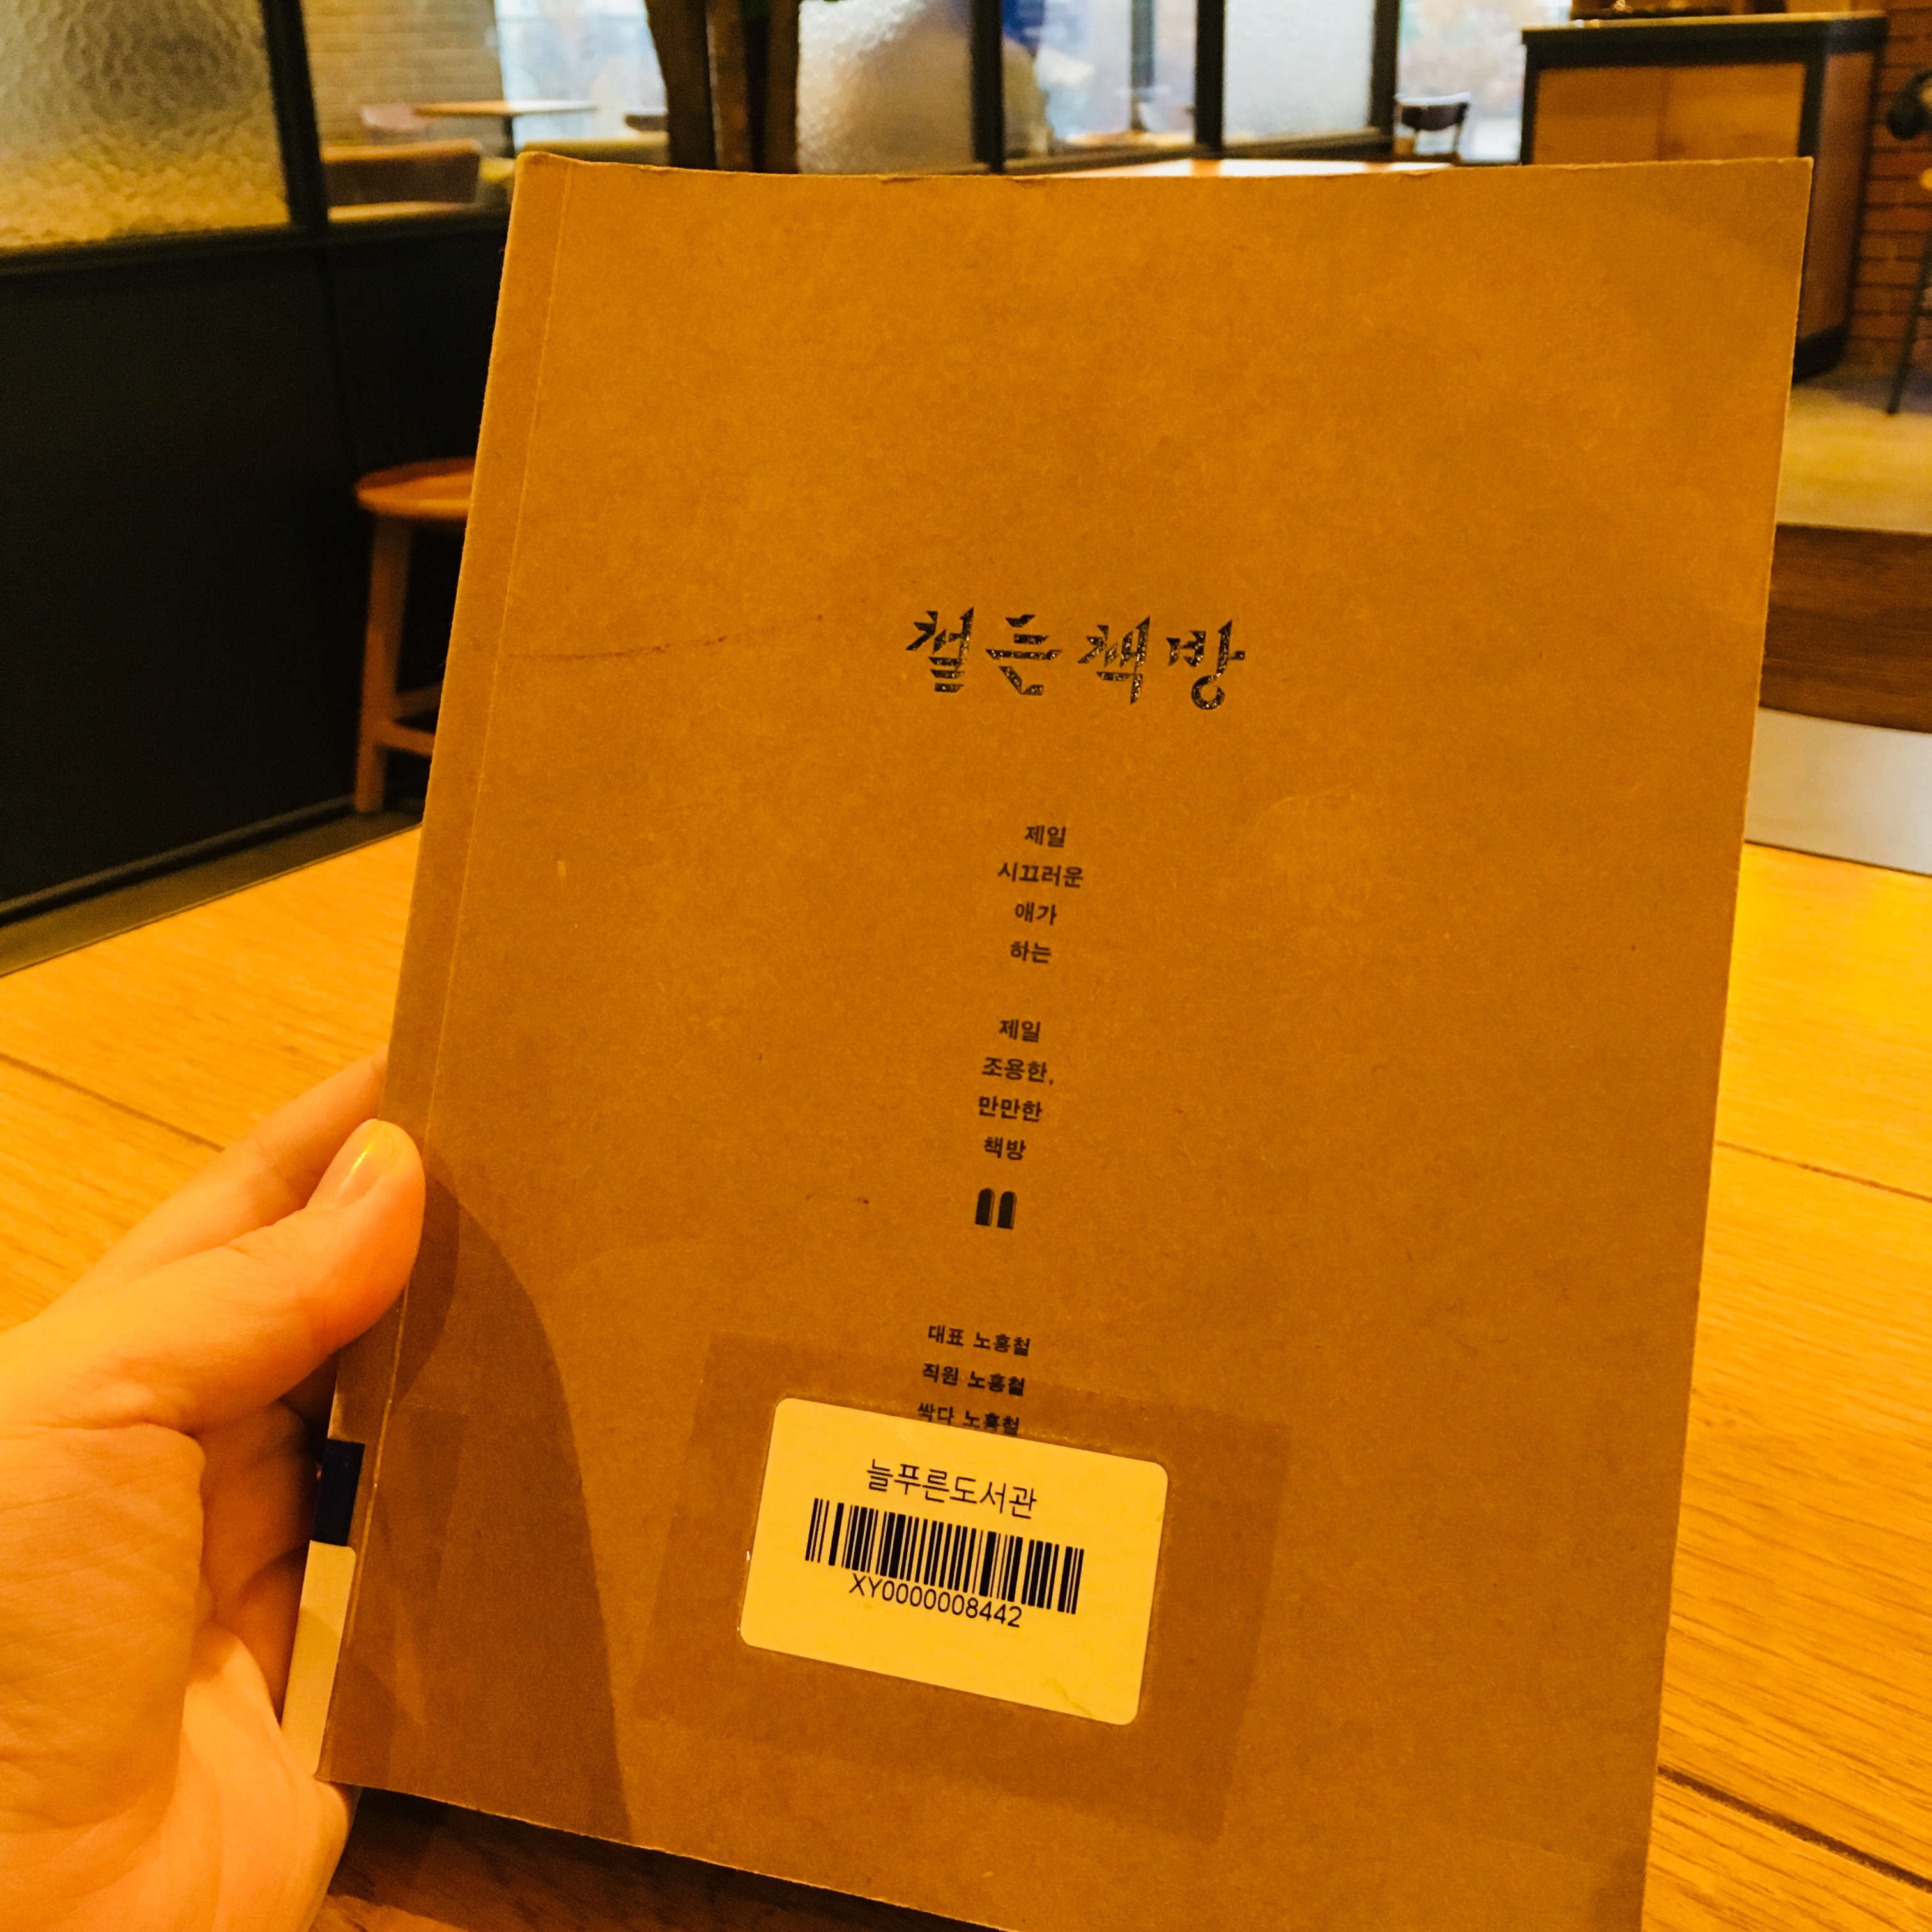 철든책방
제일
시끄러운
애가
하는
제일
조용한,
만만한
책방
대표 노홍철
직원 노홍철
싹다 노홍철
늘푸른도서관
XY0000008442